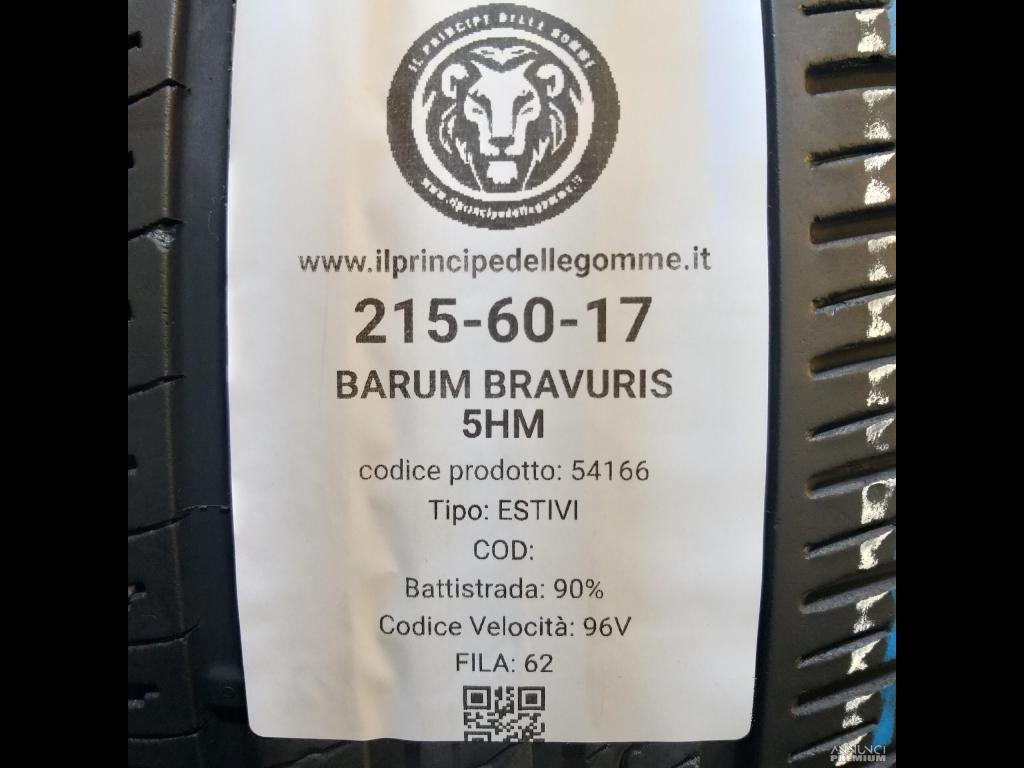 IL PRINCIPE DELLE GOMME
www.ilprincipedellegomme.it
www.ilprincipedellegomme.it
215-60-17
BARUM BRAVURIS
5HM
codice prodotto: 54166
Tipo: ESTIVI
COD:
Battistrada: 90%
Codice Velocità: 96V
FILA: 62
ANNUNCI
PREMIUM